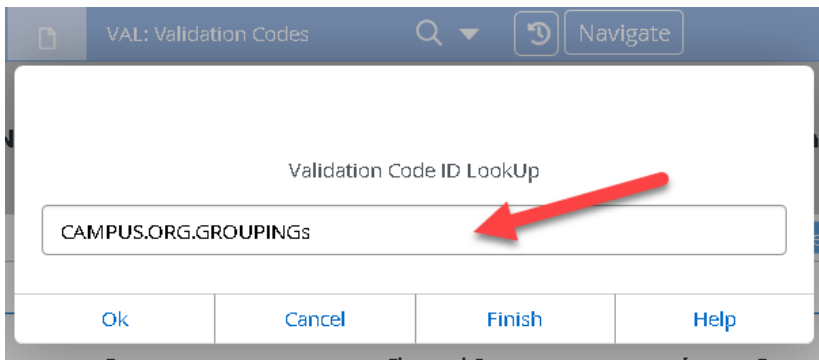 VAL: Validation Codes
Navigate
Validation Code ID LookUp
CAMPUS.ORG.GROUPINGs
Ok
Cancel
Finish
Help